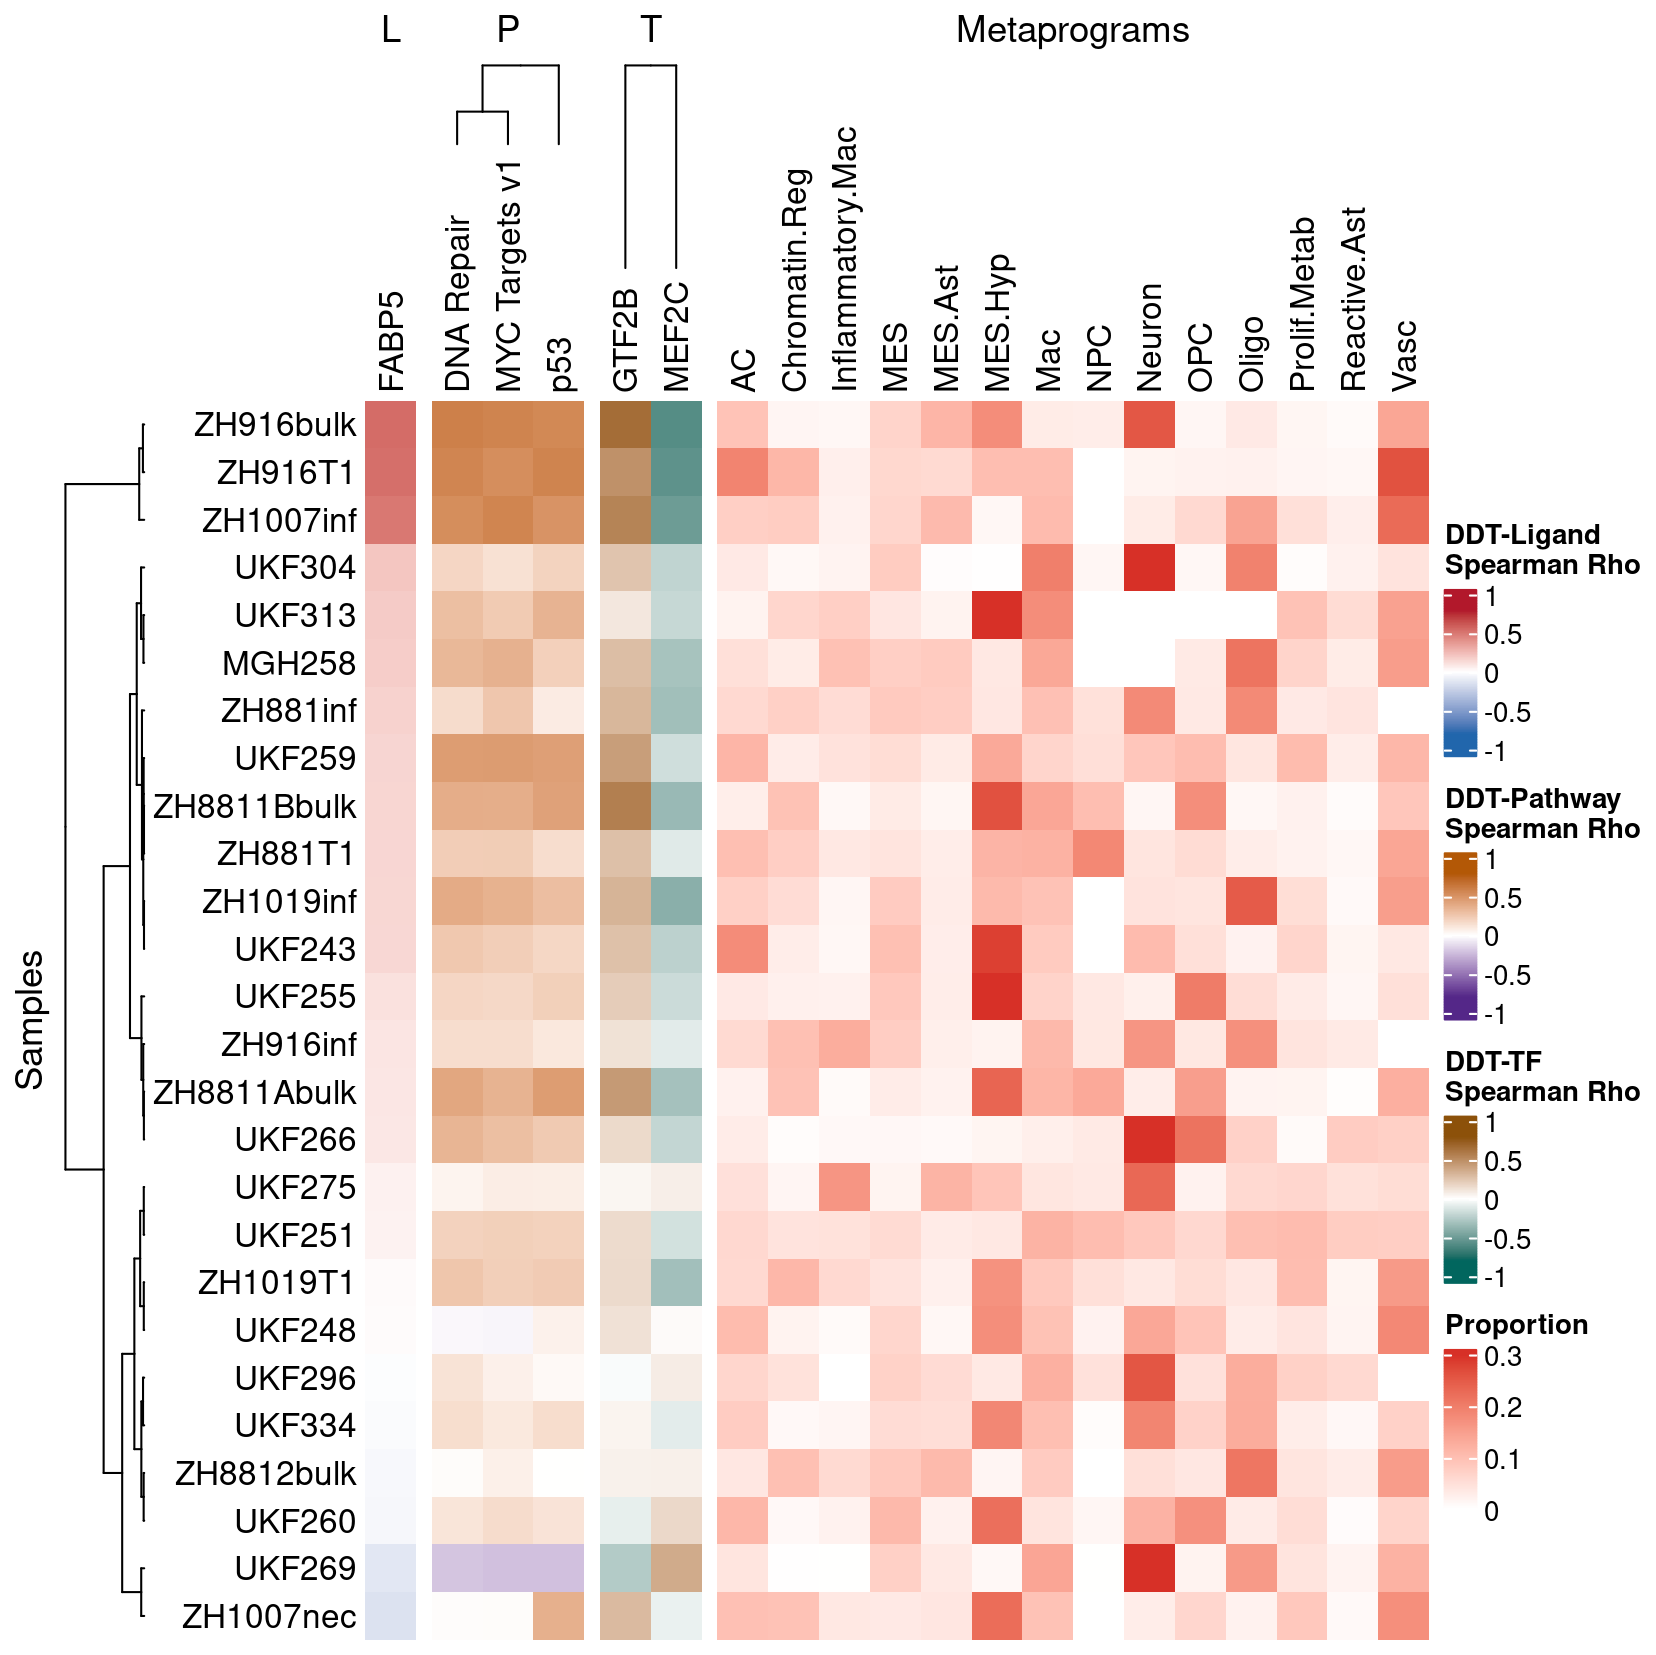 L P T Metaprograms
FABP5
DNA Repair
MYC Targets v1
p53
GTF2B
MEF2C
AC
Chromatin.Reg
Inflammatory.Mac
MES
MES.Ast
MES.Hyp
Mac
NPC
Neuron
OPC
Oligo
Prolif.Metab
Reactive.Ast
Vasc
Samples
ZH916bulk
ZH916T1
ZH1007inf
UKF304
UKF313
MGH258
ZH881inf
UKF259
ZH8811Bbulk
ZH881T1
ZH1019inf
UKF243
UKF255
ZH916inf
ZH8811Abulk
UKF266
UKF275
UKF251
ZH1019T1
UKF248
UKF296
UKF334
ZH8812bulk
UKF260
UKF269
ZH1007nec
DDT-Ligand
Spearman Rho
1
0.5
0
-0.5
-1
DDT-Pathway
Spearman Rho
1
0.5
0
-0.5
-1
DDT-TF
Spearman Rho
1
0.5
0
-0.5
-1
Proportion
0.3
0.2
0.1
0